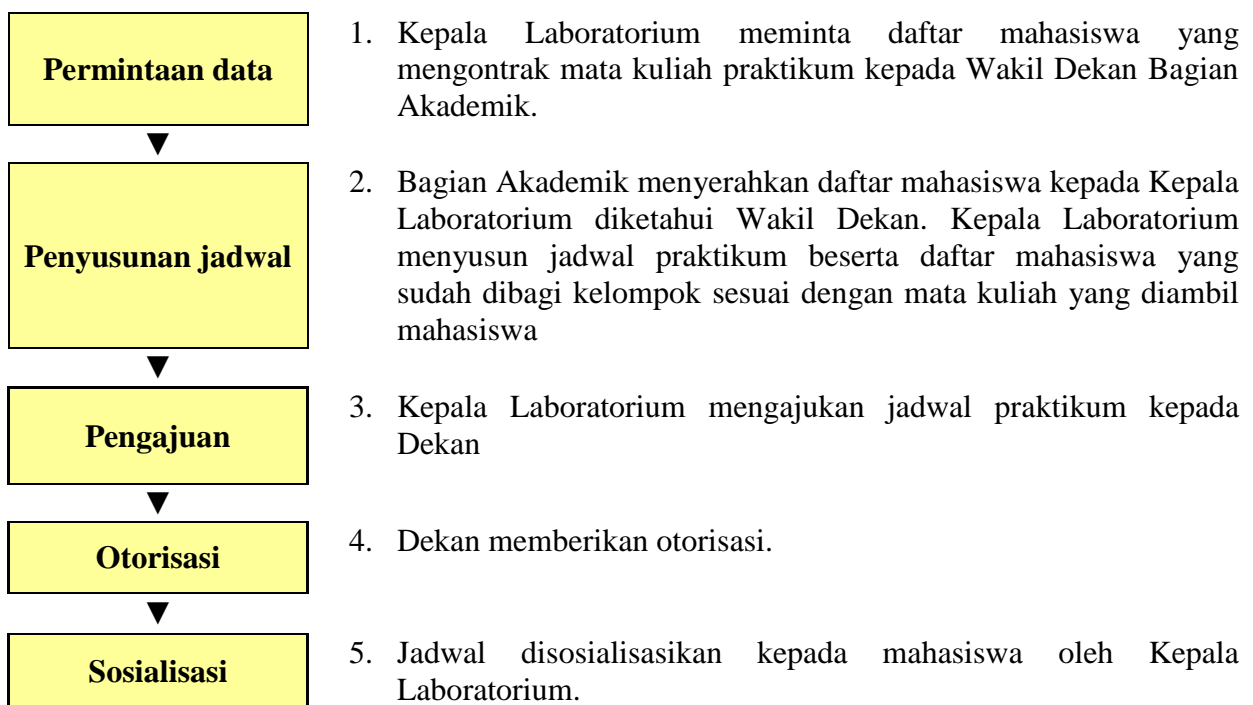 Permintaan data
1. Kepala Laboratorium meminta daftar mahasiswa yang
mengontrak mata kuliah praktikum kepada Wakil Dekan Bagian
Akademik.
▼
Penyusunan jadwal
2. Bagian Akademik menyerahkan daftar mahasiswa kepada Kepala
Laboratorium diketahui Wakil Dekan. Kepala Laboratorium
menyusun jadwal praktikum beserta daftar mahasiswa yang
sudah dibagi kelompok sesuai dengan mata kuliah yang diambil
mahasiswa
▼
Pengajuan
3. Kepala Laboratorium mengajukan jadwal praktikum kepada
Dekan
▼
Otorisasi
4. Dekan memberikan otorisasi.
▼
Sosialisasi
5. Jadwal disosialisasikan kepada mahasiswa oleh Kepala
Laboratorium.